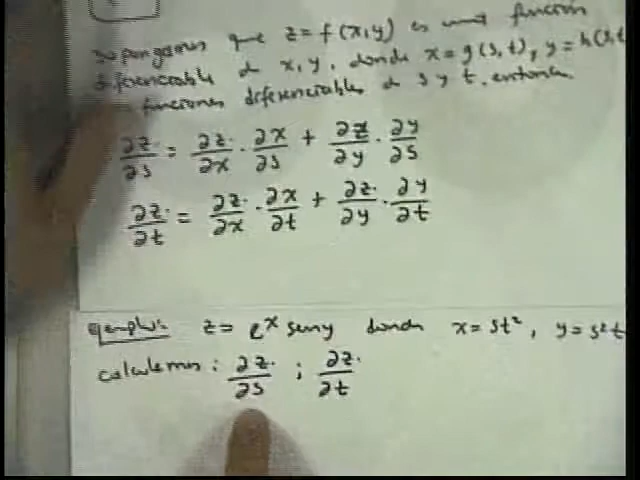 Supongamos que z = f(x,y) es una función
diferenciable de x, y, donde x = g(s,t), y = h(s,t
funciones diferenciables de s y t. entonces
∂z/∂s = ∂z/∂x · ∂x/∂s + ∂z/∂y · ∂y/∂s
∂z/∂t = ∂z/∂x · ∂x/∂t + ∂z/∂y · ∂y/∂t
Ejemplo: z = e^x sen y donde x = st², y = s²t
calculemos: ∂z/∂s ; ∂z/∂t